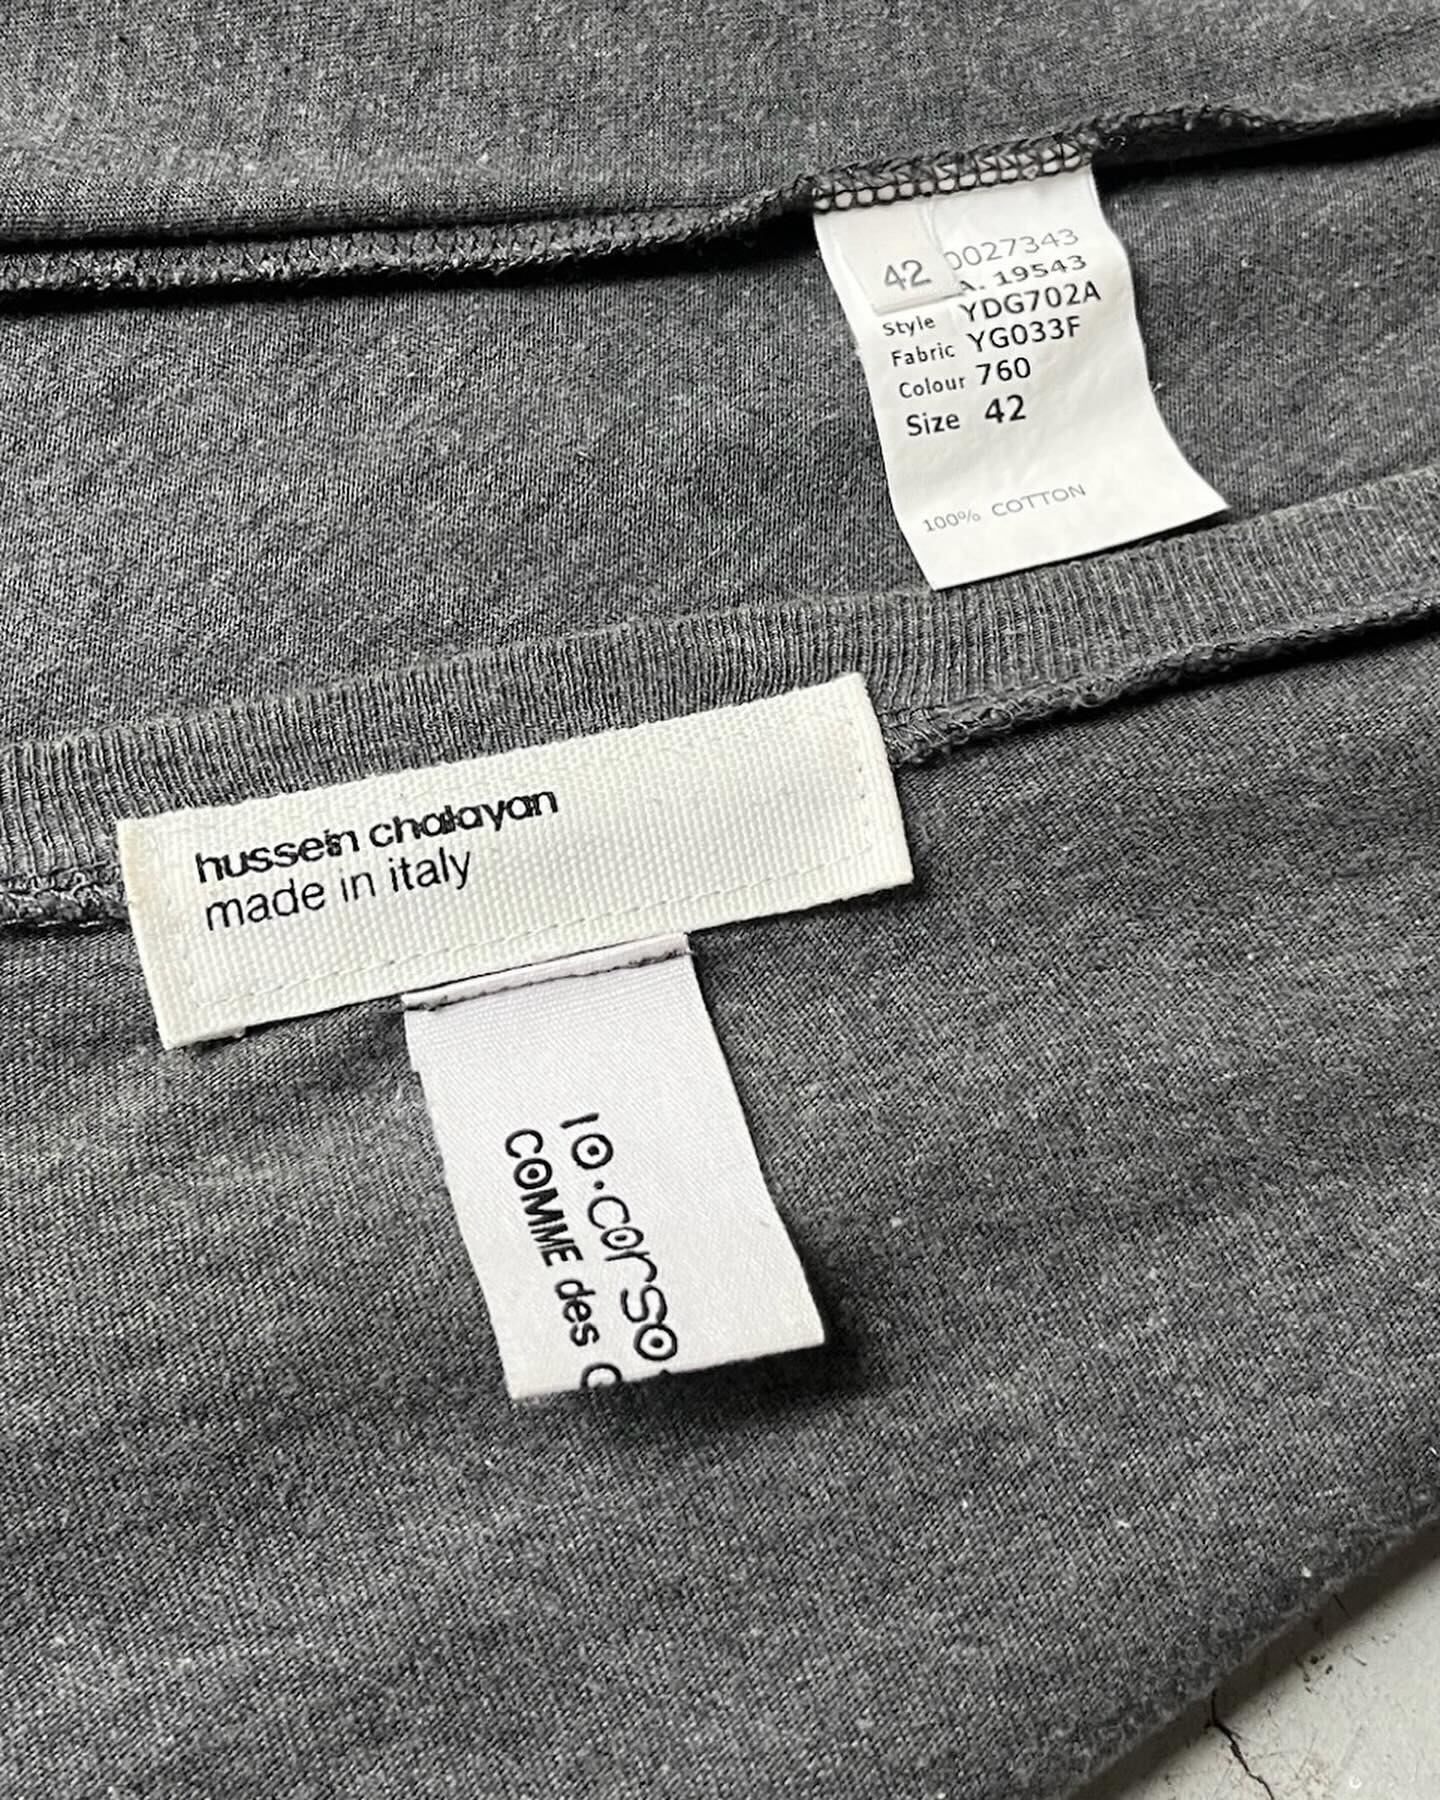 42
0027343
A. 19543
Style YDG702A
Fabric YG033F
Colour 760
Size 42
100% COTTON
hussein chalayan
made in italy
10.corso
COMME des